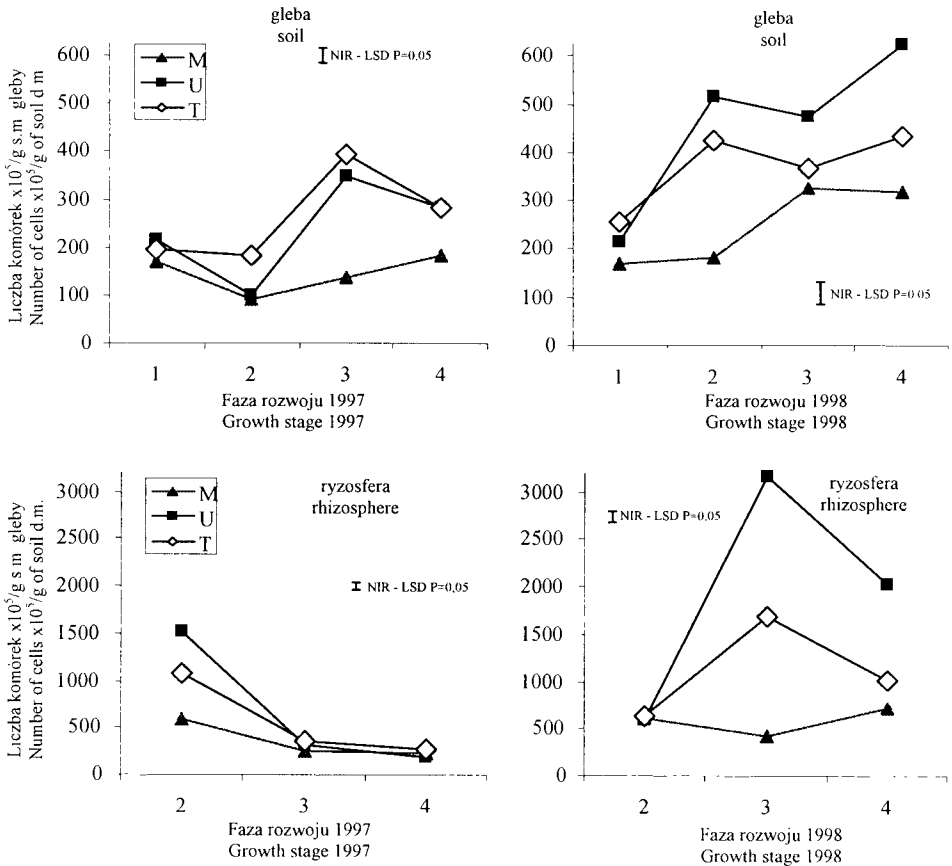 gleba
soil
600
500
400
300
200
100
0
M
U
T
NIR - LSD P=0.05
Liczba komórek x10⁵/g s.m gleby
Number of cells x10⁵/g of soil d m
1 2 3 4
Faza rozwoju 1997
Growth stage 1997
gleba
soil
600
500
400
300
200
100
0
NIR - LSD P=0.05
1 2 3 4
Faza rozwoju 1998
Growth stage 1998
ryzosfera
rhizosphere
3000
2500
2000
1500
1000
500
0
M
U
T
NIR - LSD P=0,05
Liczba komórek x10⁵/g s m gleby
Number of cells x10⁵/g of soil d.m.
2 3 4
Faza rozwoju 1997
Growth stage 1997
ryzosfera
rhizosphere
3000
2500
2000
1500
1000
500
0
NIR - LSD P=0.05
2 3 4
Faza rozwoju 1998
Growth stage 1998